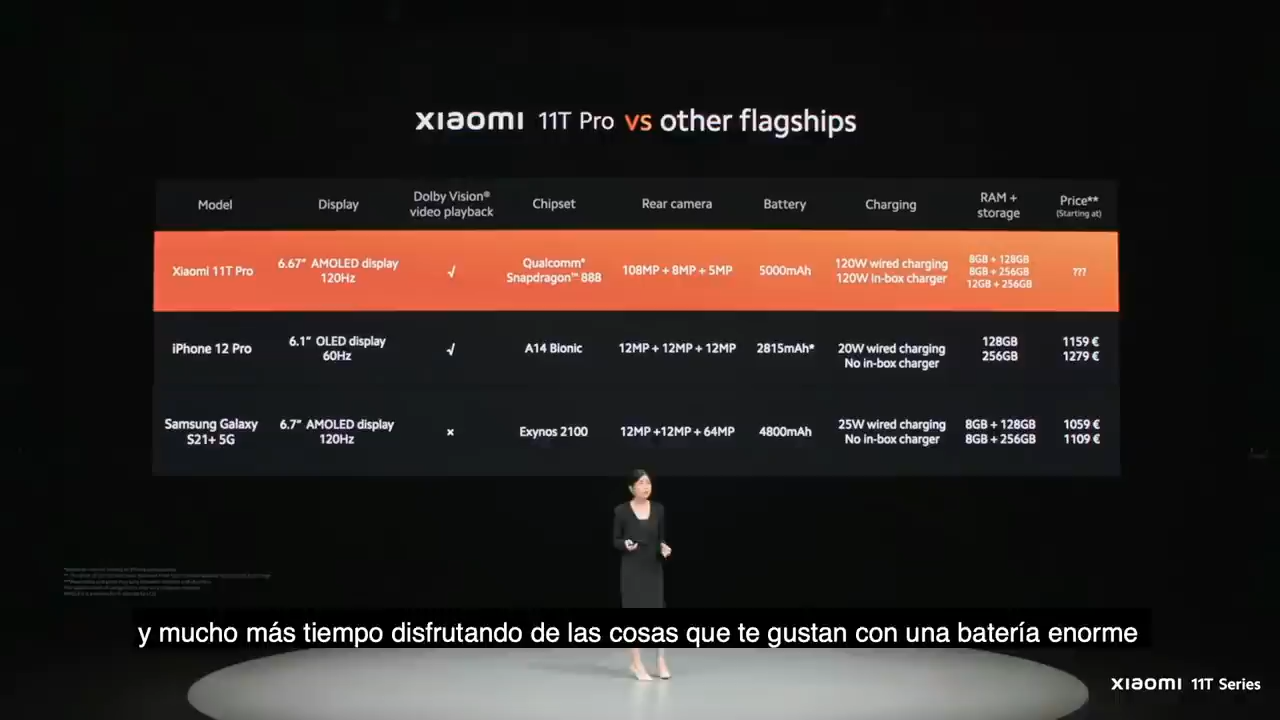 xiaomi 11T Pro vs other flagships
Model Display Dolby Vision® video playback Chipset Rear camera Battery Charging RAM + storage Price** (Starting at)
Xiaomi 11T Pro 6.67" AMOLED display 120Hz √ Qualcomm® Snapdragon™ 888 108MP + 8MP + 5MP 5000mAh 120W wired charging 120W in-box charger 8GB + 128GB 8GB + 256GB 12GB + 256GB ???
iPhone 12 Pro 6.1" OLED display 60Hz √ A14 Bionic 12MP + 12MP + 12MP 2815mAh* 20W wired charging No in-box charger 128GB 256GB 1159 € 1279 €
Samsung Galaxy S21+ 5G 6.7" AMOLED display 120Hz × Exynos 2100 12MP +12MP + 64MP 4800mAh 25W wired charging No in-box charger 8GB + 128GB 8GB + 256GB 1059 € 1109 €
y mucho más tiempo disfrutando de las cosas que te gustan con una batería enorme
xiaomi 11T Series